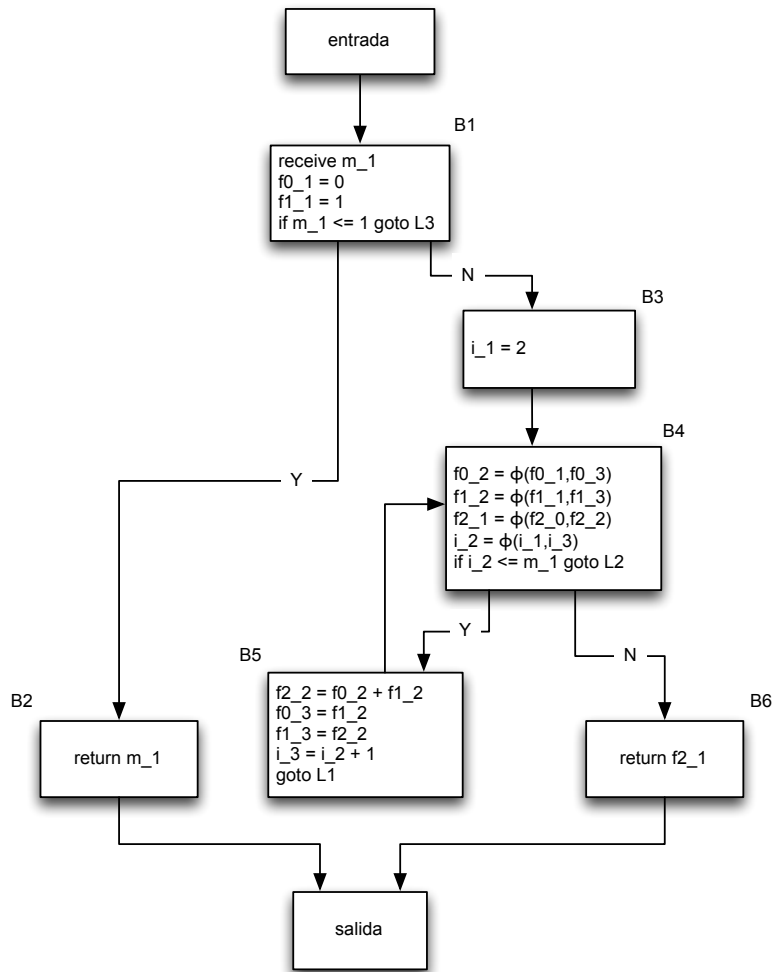 entrada
B1
receive m_1
f0_1 = 0
f1_1 = 1
if m_1 <= 1 goto L3
N
B3
i_1 = 2
B4
f0_2 = ϕ(f0_1,f0_3)
f1_2 = ϕ(f1_1,f1_3)
f2_1 = ϕ(f2_0,f2_2)
i_2 = ϕ(i_1,i_3)
if i_2 <= m_1 goto L2
Y
Y
N
B5
f2_2 = f0_2 + f1_2
f0_3 = f1_2
f1_3 = f2_2
i_3 = i_2 + 1
goto L1
B2
return m_1
B6
return f2_1
salida